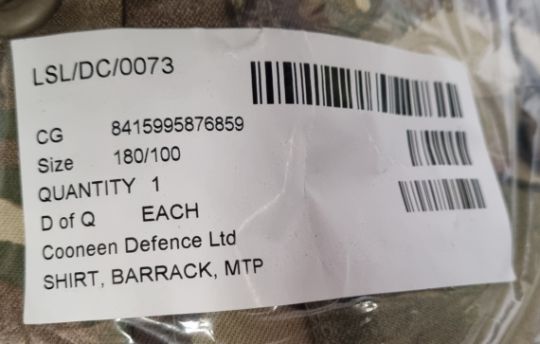 LSL/DC/0073
CG 8415995876859
Size 180/100
QUANTITY 1
D of Q EACH
Cooneen Defence Ltd
SHIRT, BARRACK, MTP